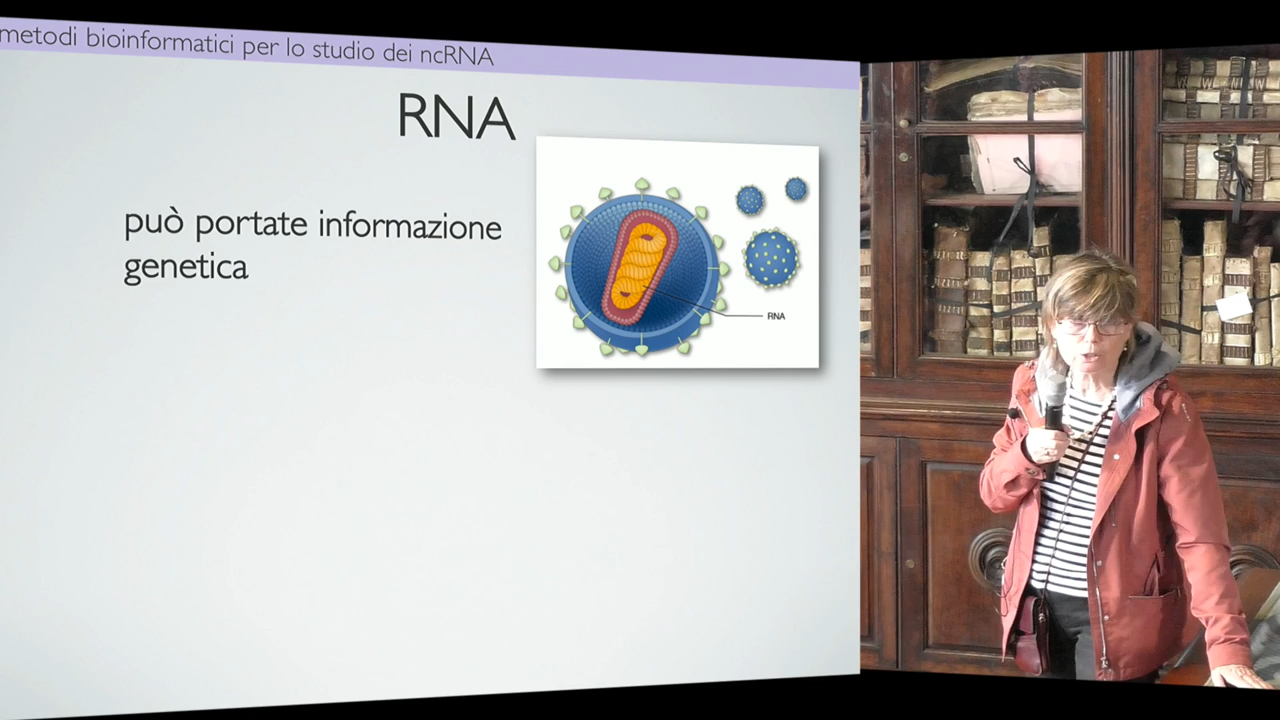 metodi bioinformatici per lo studio dei ncRNA
RNA
può portate informazione
genetica
RNA